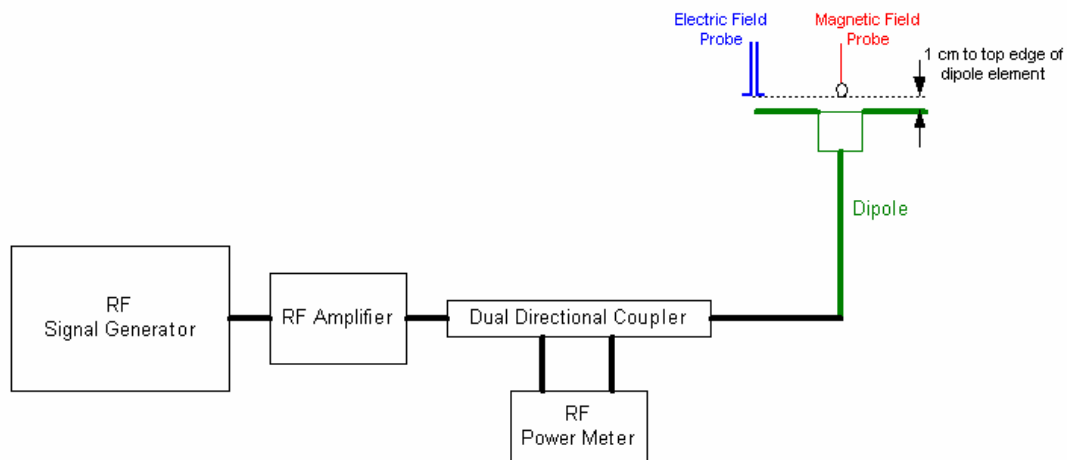 Electric Field
Probe
Magnetic Field
Probe
1 cm to top edge of
dipole element
Dipole
RF
Signal Generator
RF Amplifier
Dual Directional Coupler
RF
Power Meter